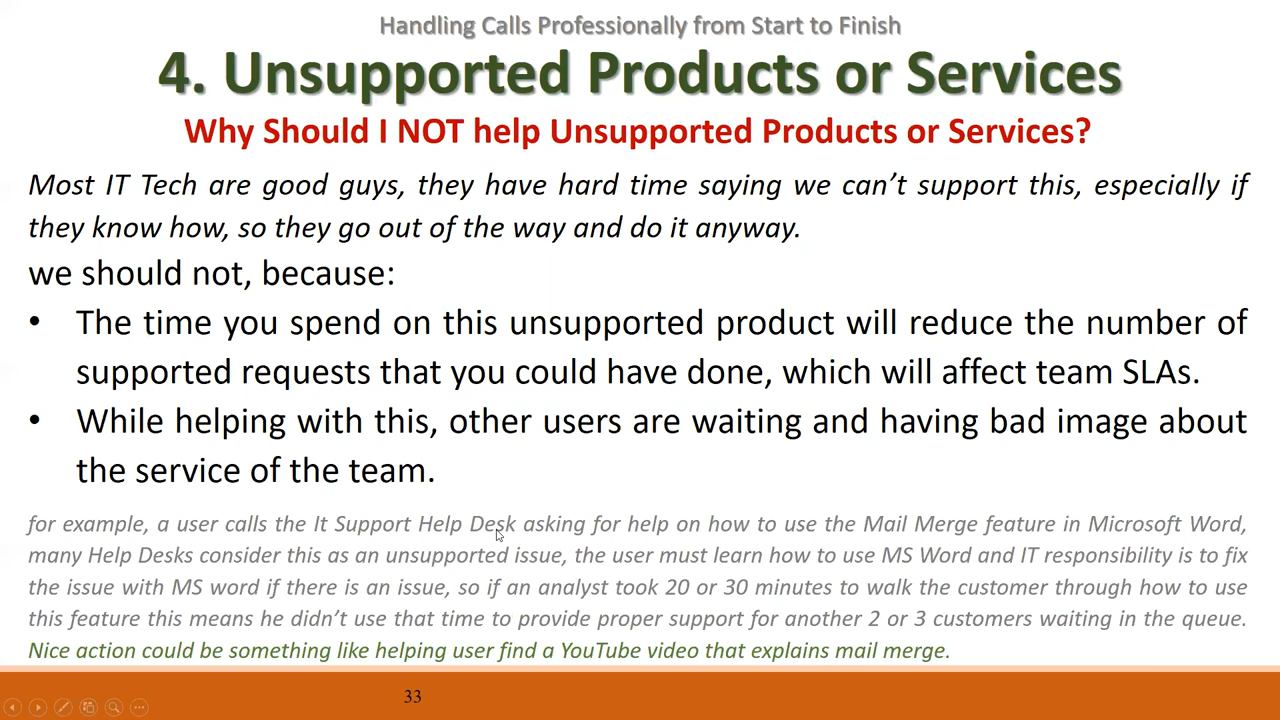 Handling Calls Professionally from Start to Finish
4. Unsupported Products or Services
Why Should I NOT help Unsupported Products or Services?
Most IT Tech are good guys, they have hard time saying we can't support this, especially if
they know how, so they go out of the way and do it anyway.
we should not, because:
• The time you spend on this unsupported product will reduce the number of
supported requests that you could have done, which will affect team SLAs.
• While helping with this, other users are waiting and having bad image about
the service of the team.
for example, a user calls the It Support Help Desk asking for help on how to use the Mail Merge feature in Microsoft Word,
many Help Desks consider this as an unsupported issue, the user must learn how to use MS Word and IT responsibility is to fix
the issue with MS word if there is an issue, so if an analyst took 20 or 30 minutes to walk the customer through how to use
this feature this means he didn't use that time to provide proper support for another 2 or 3 customers waiting in the queue.
Nice action could be something like helping user find a YouTube video that explains mail merge.
33